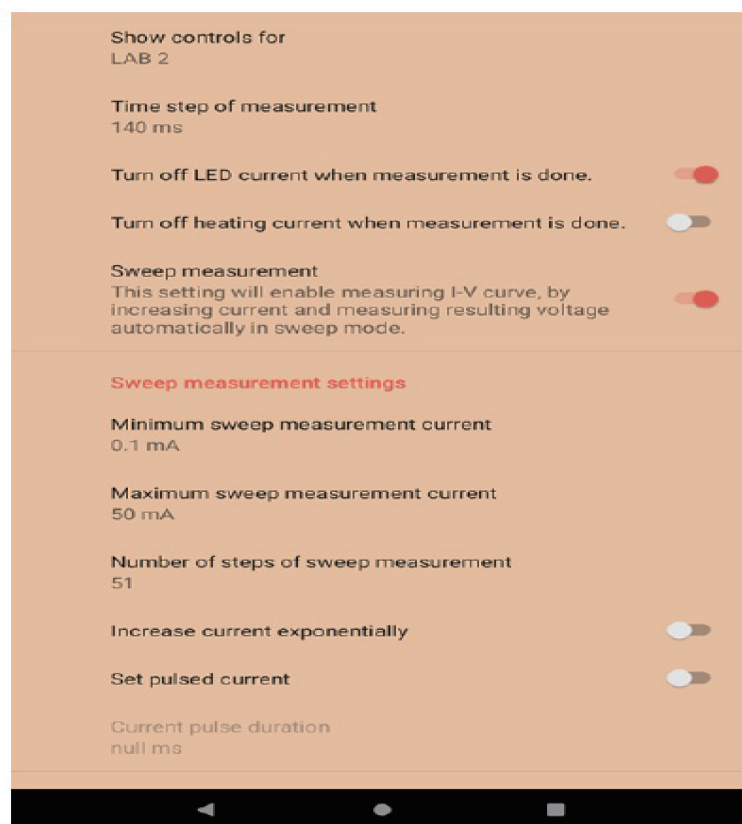 Show controls for
LAB 2
Time step of measurement
140 ms
Turn off LED current when measurement is done.
Turn off heating current when measurement is done.
Sweep measurement
This setting will enable measuring I-V curve, by
increasing current and measuring resulting voltage
automatically in sweep mode.
Sweep measurement settings
Minimum sweep measurement current
0.1 mA
Maximum sweep measurement current
50 mA
Number of steps of sweep measurement
51
Increase current exponentially
Set pulsed current
Current pulse duration
null ms